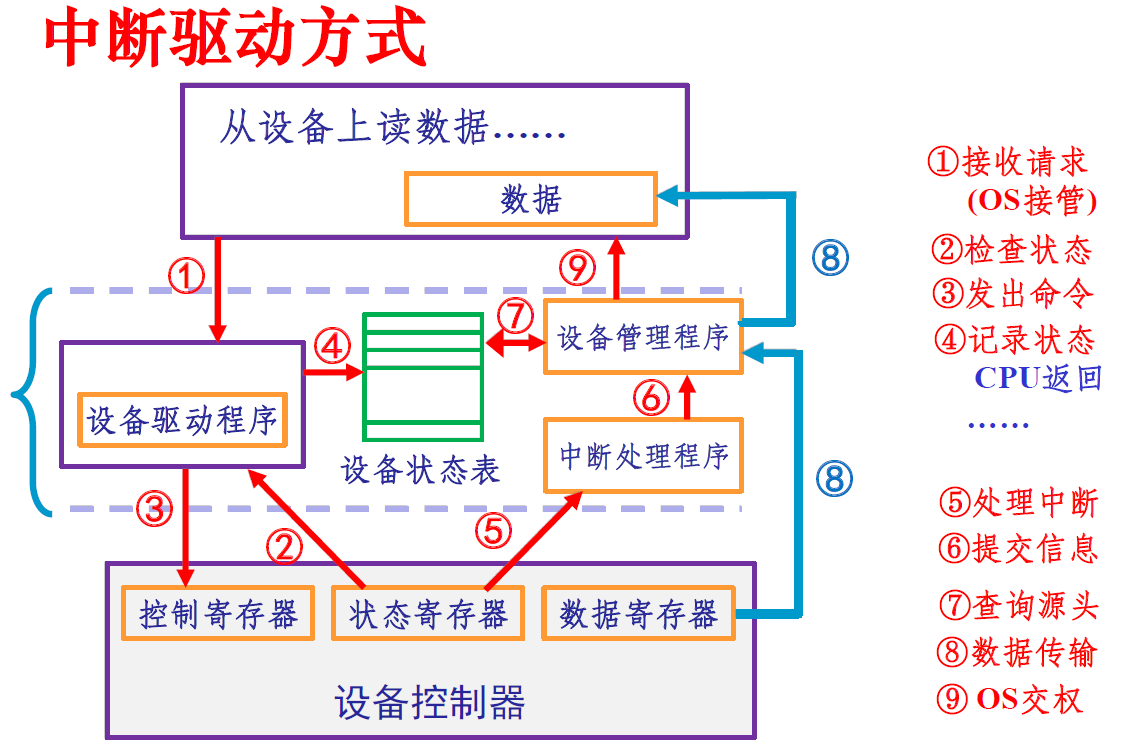 中断驱动方式
从设备上读数据……
数据
①
⑨
⑧
⑦
④
设备管理程序
设备驱动程序
⑥
中断处理程序
设备状态表
⑧
③
②
⑤
控制寄存器
状态寄存器
数据寄存器
设备控制器
①接收请求
(OS接管)
②检查状态
③发出命令
④记录状态
CPU返回
……
⑤处理中断
⑥提交信息
⑦查询源头
⑧数据传输
⑨ OS交权